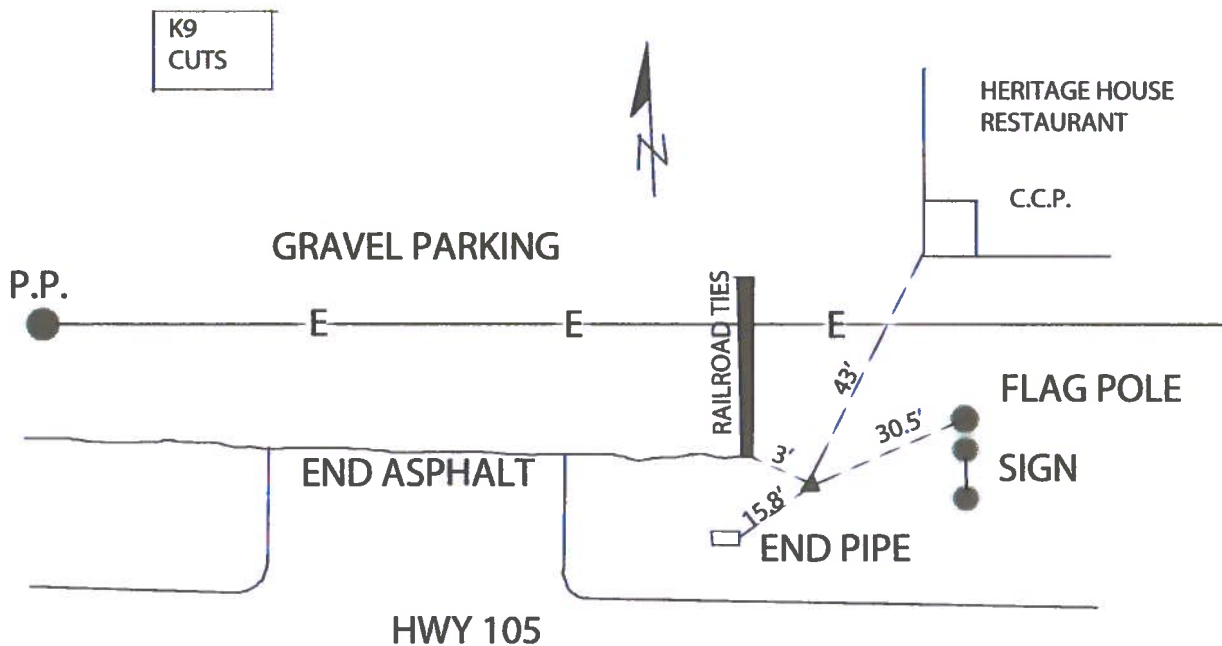 K9
CUTS
HERITAGE HOUSE
RESTAURANT
N
C.C.P.
GRAVEL PARKING
P.P.
E
E
E
RAILROAD TIES
43'
FLAG POLE
30.5'
3'
END ASPHALT
SIGN
15.8'
END PIPE
HWY 105